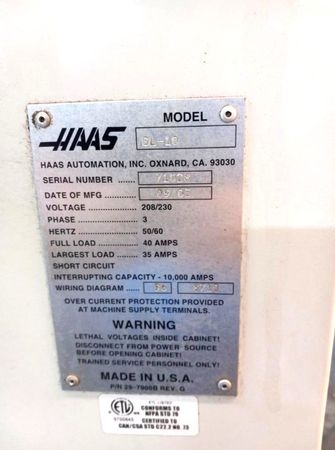 MODEL
HAAS SL-10
HAAS AUTOMATION, INC. OXNARD, CA. 93030
SERIAL NUMBER ........
DATE OF MFG ........
VOLTAGE .................. 208/230
PHASE ...................... 3
HERTZ ...................... 50/60
FULL LOAD ............... 40 AMPS
LARGEST LOAD ........ 35 AMPS
SHORT CIRCUIT
INTERRUPTING CAPACITY - 10,000 AMPS
WIRING DIAGRAM .....
OVER CURRENT PROTECTION PROVIDED
AT MACHINE SUPPLY TERMINALS.
WARNING
LETHAL VOLTAGES INSIDE CABINET!
DISCONNECT FROM POWER SOURCE
BEFORE OPENING CABINET!
TRAINED SERVICE PERSONNEL ONLY!
MADE IN U.S.A.
P/N 29-7900D REV. G
ETL LISTED
CONFORMS TO
NFPA STD 79
CERTIFIED TO
CAN/CSA STD C22.2 NO. 73